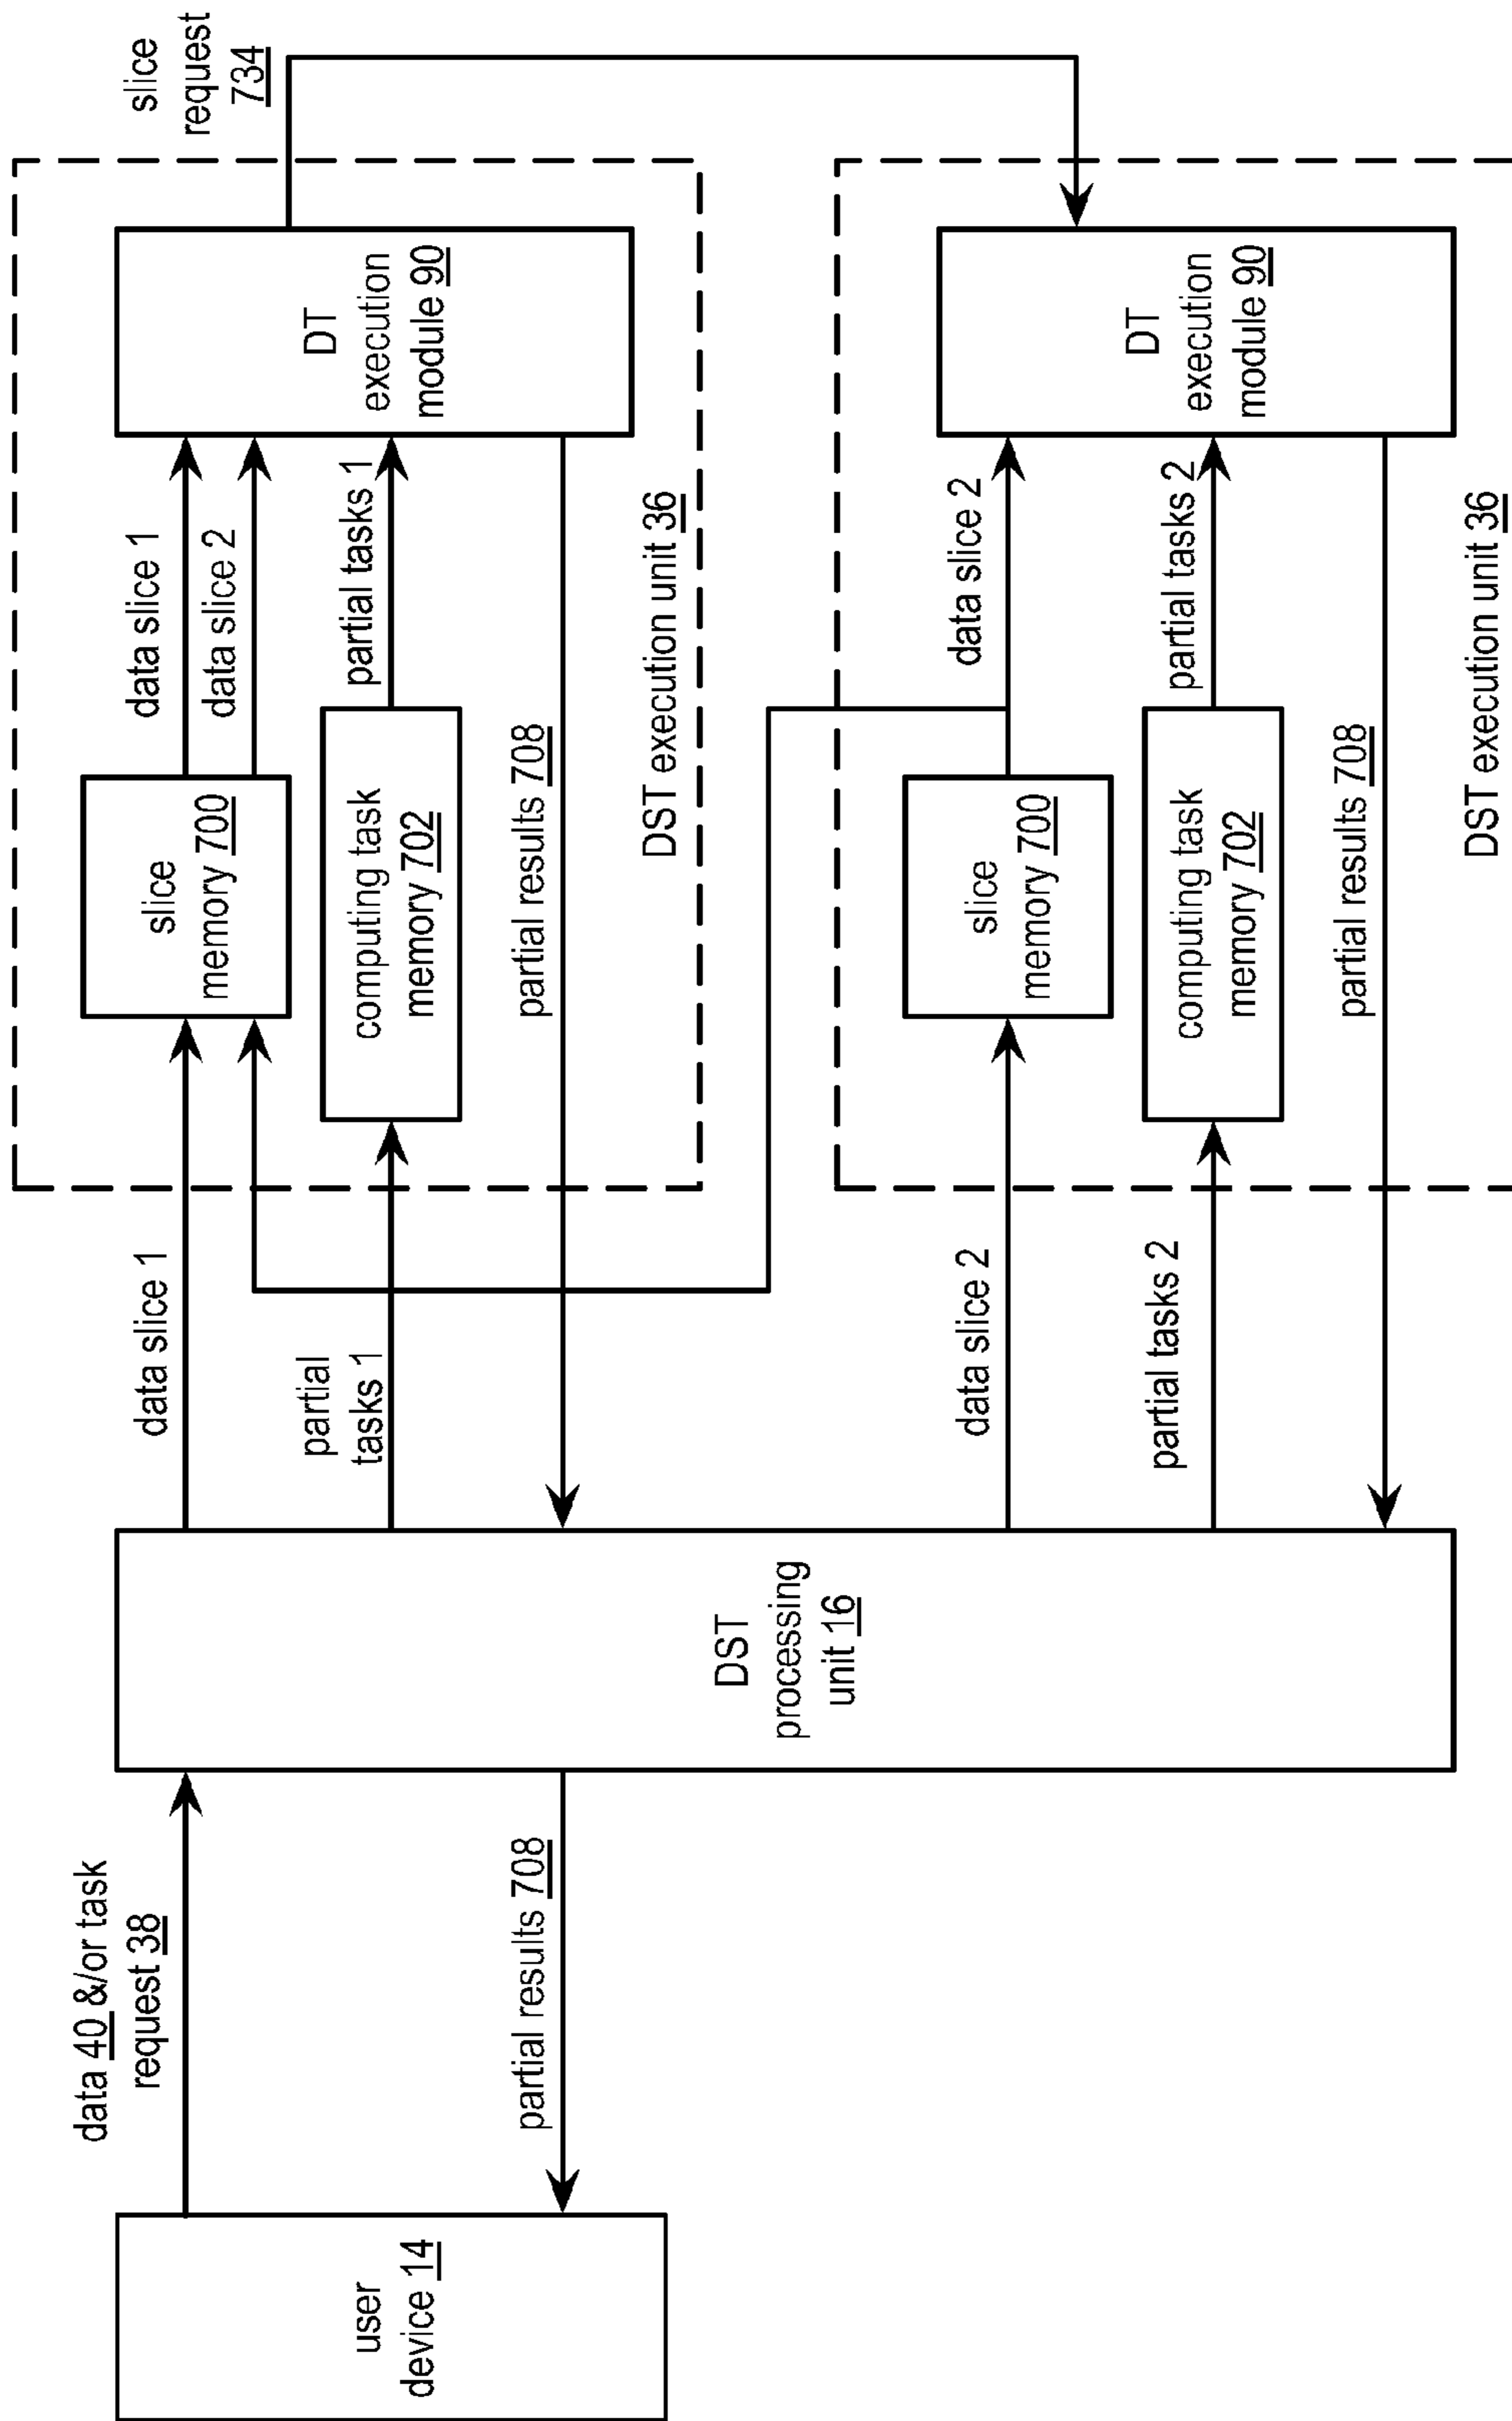 user
device 14
data 40 &/or task
request 38
partial results 708
DST
processing
unit 16
data slice 1
partial
tasks 1
data slice 2
partial tasks 2
slice
memory 700
computing task
memory 702
data slice 1
data slice 2
partial tasks 1
partial results 708
DT
execution
module 90
DST execution unit 36
slice
request
734
slice
memory 700
computing task
memory 702
data slice 2
partial tasks 2
partial results 708
DT
execution
module 90
DST execution unit 36